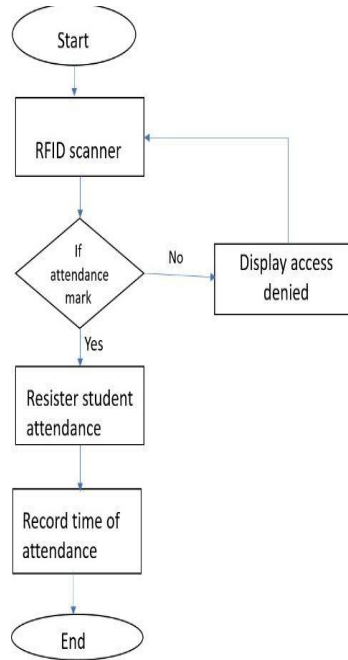 Start
RFID scanner
If
attendance
mark
No
Display access
denied
Yes
Resister student
attendance
Record time of
attendance
End